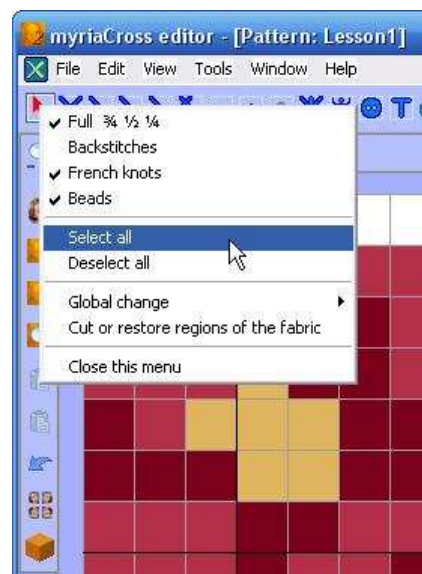 myriaCross editor - [Pattern: Lesson1]
File Edit View Tools Window Help
Full ¾ ½ ¼
Backstitches
French knots
Beads
Select all
Deselect all
Global change
Cut or restore regions of the fabric
Close this menu